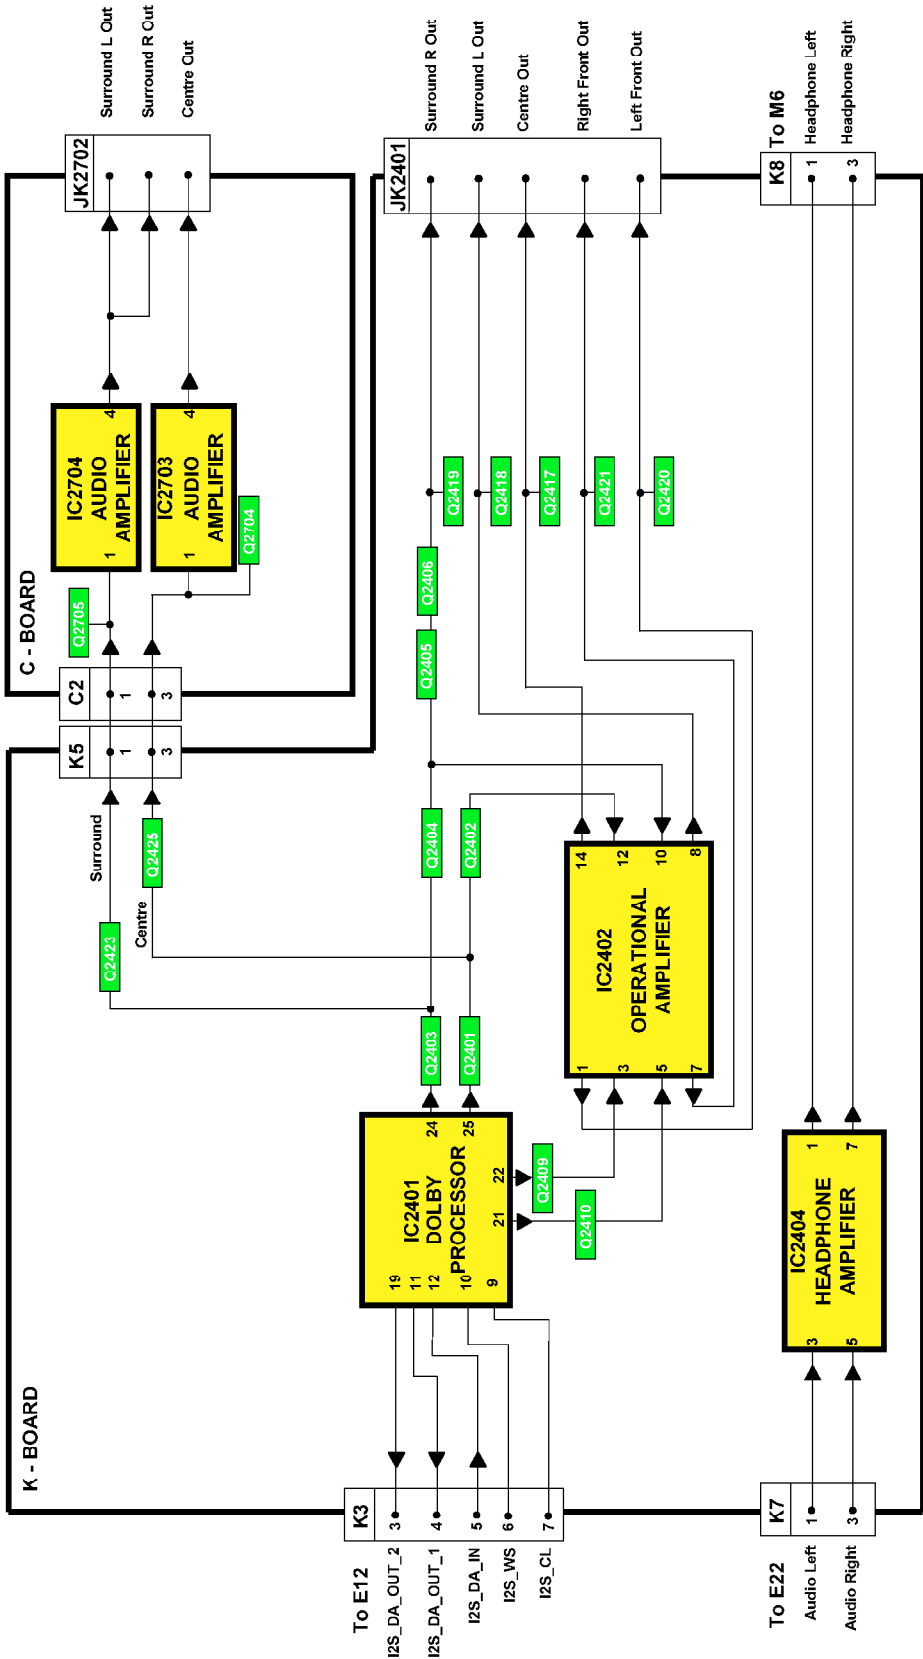 K - BOARD
C - BOARD
K5
C2
JK2702
Surround
1
1
Q2705
1
IC2704
AUDIO
AMPLIFIER
4
Surround L Out
Q2423
Centre
Q2425
3
3
1
IC2703
AUDIO
AMPLIFIER
4
Surround R Out
Centre Out
Q2704
To E12
K3
JK2401
I2S_DA_OUT_2
3
I2S_DA_OUT_1
4
I2S_DA_IN
5
I2S_WS
6
I2S_CL
7
19
11
12
10
9
IC2401
DOLBY
PROCESSOR
24
25
22
21
Q2403
Q2401
Q2404
Q2402
Q2405
Q2406
Q2409
Q2410
Q2419
Q2418
Q2417
Q2421
Q2420
Surround R Out
Surround L Out
Centre Out
Right Front Out
Left Front Out
1
3
5
7
IC2402
OPERATIONAL
AMPLIFIER
14
12
10
8
To E22
K7
K8
To M6
Audio Left
1
3
IC2404
HEADPHONE
AMPLIFIER
1
1
Headphone Left
Audio Right
3
5
7
3
Headphone Right